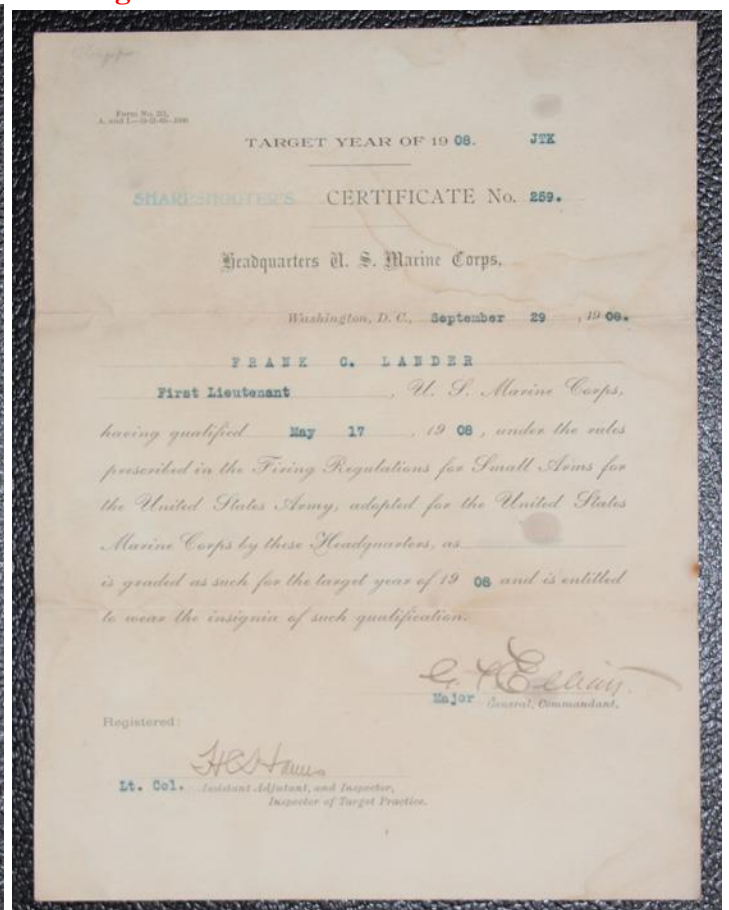 Form No. 211,
TARGET YEAR OF 19 08. JTK
SHARPSHOOTER'S CERTIFICATE No. 259.
Headquarters U. S. Marine Corps,
Washington, D. C., September 29 , 19 08.
FRANK C. LANDER
First Lieutenant , U. S. Marine Corps,
having qualified May 17 , 19 08 , under the rules
prescribed in the Firing Regulations for Small Arms for
the United States Army, adopted for the United States
Marine Corps by these Headquarters, as
is graded as such for the target year of 19 08 and is entitled
to wear the insignia of such qualification.
G. F. Elliott.
Major General, Commandant.
Registered:
Lt. Col. Assistant Adjutant, and Inspector,
Inspector of Target Practice.